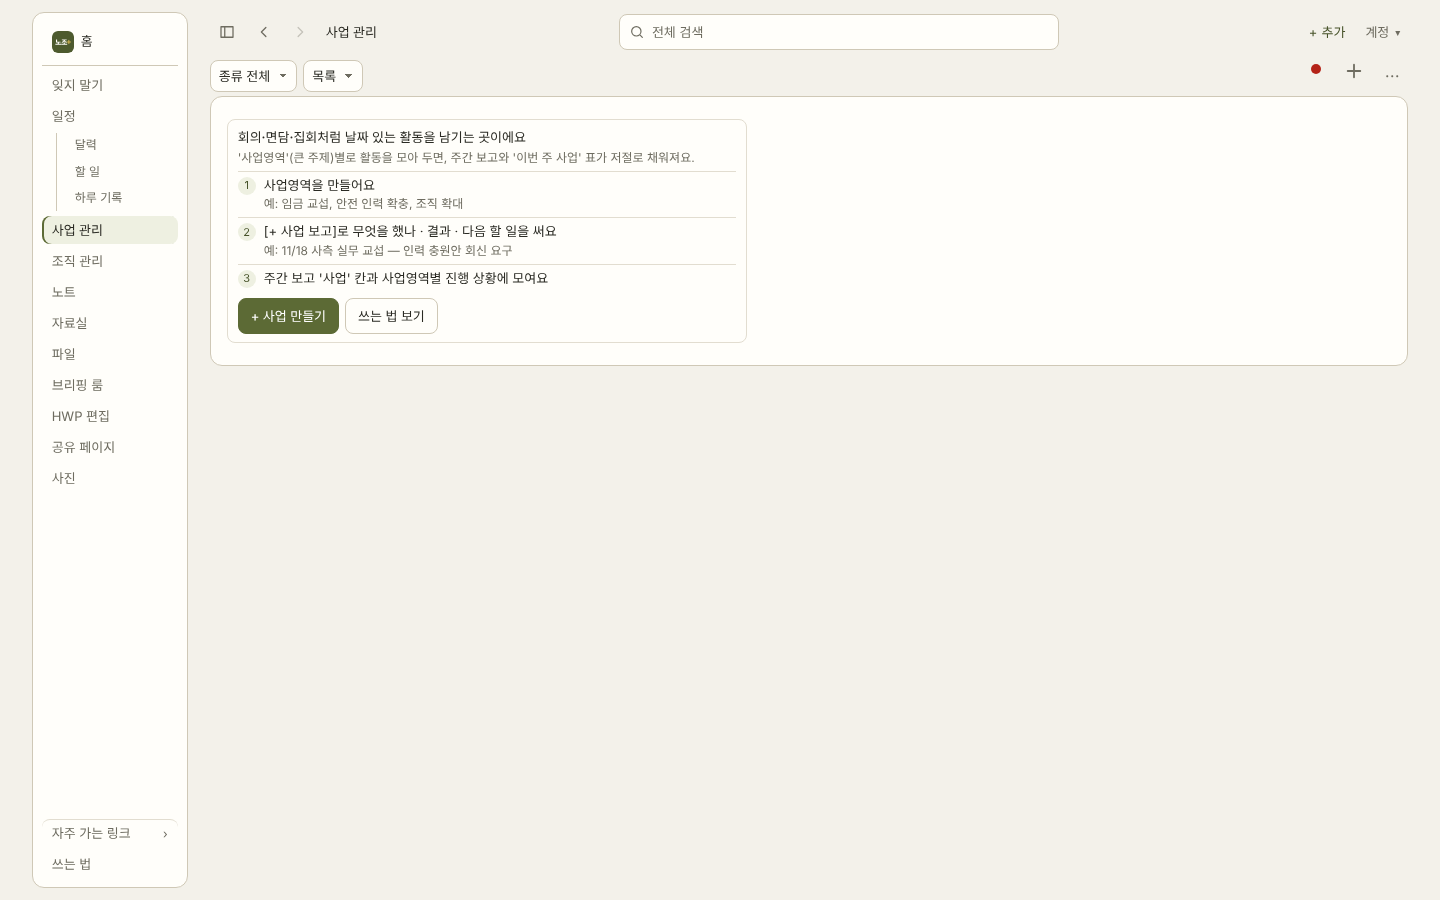 노조+ 홈
잊지 말기
일정
달력
할 일
하루 기록
사업 관리
조직 관리
노트
자료실
파일
브리핑 룸
HWP 편집
공유 페이지
사진
자주 가는 링크 ›
쓰는 법
사업 관리
전체 검색
+ 추가
계정 ▾
종류 전체
목록
...
회의·면담·집회처럼 날짜 있는 활동을 남기는 곳이에요
'사업영역'(큰 주제)별로 활동을 모아 두면, 주간 보고와 '이번 주 사업' 표가 저절로 채워져요.
1 사업영역을 만들어요
예: 임금 교섭, 안전 인력 확충, 조직 확대
2 [+ 사업 보고]로 무엇을 했나 · 결과 · 다음 할 일을 써요
예: 11/18 사측 실무 교섭 — 인력 충원안 회신 요구
3 주간 보고 '사업' 칸과 사업영역별 진행 상황에 모여요
+ 사업 만들기
쓰는 법 보기